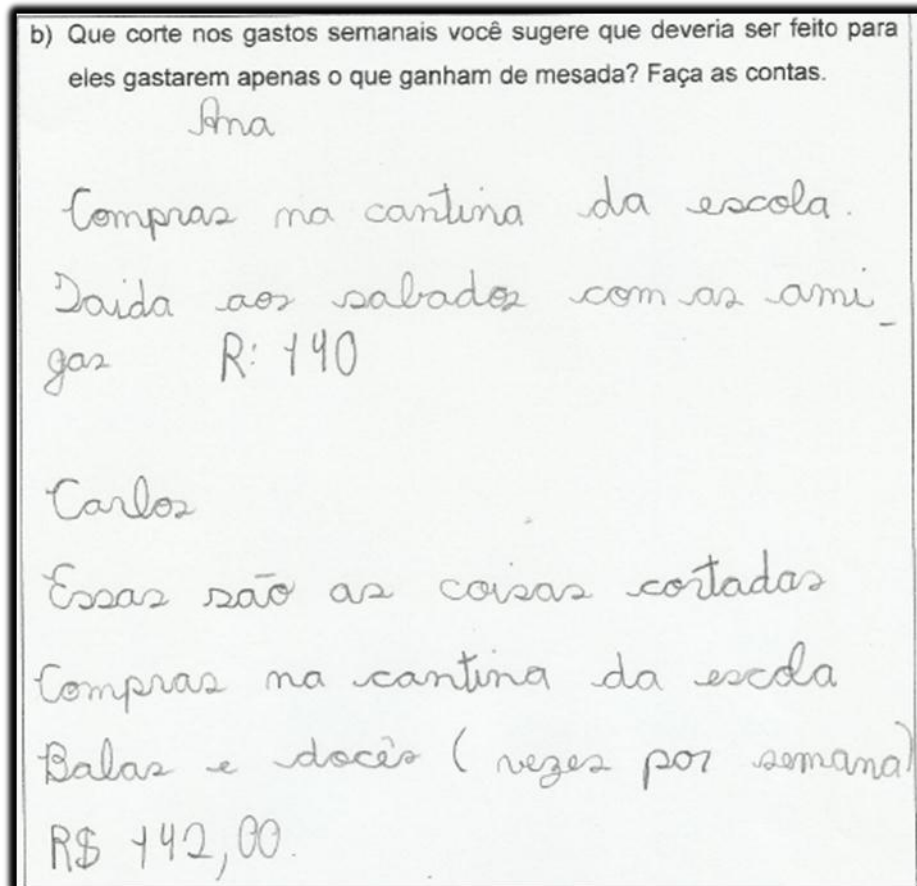 b) Que corte nos gastos semanais você sugere que deveria ser feito para
eles gastarem apenas o que ganham de mesada? Faça as contas.
Ana
Compras na cantina da escola.
Saida aos sabados com as ami_
gas R: 140
Carlos
Essas são as coisas cortadas
Compras na cantina da escola
Balas e docês (vezes por semana)
R$ 142,00.